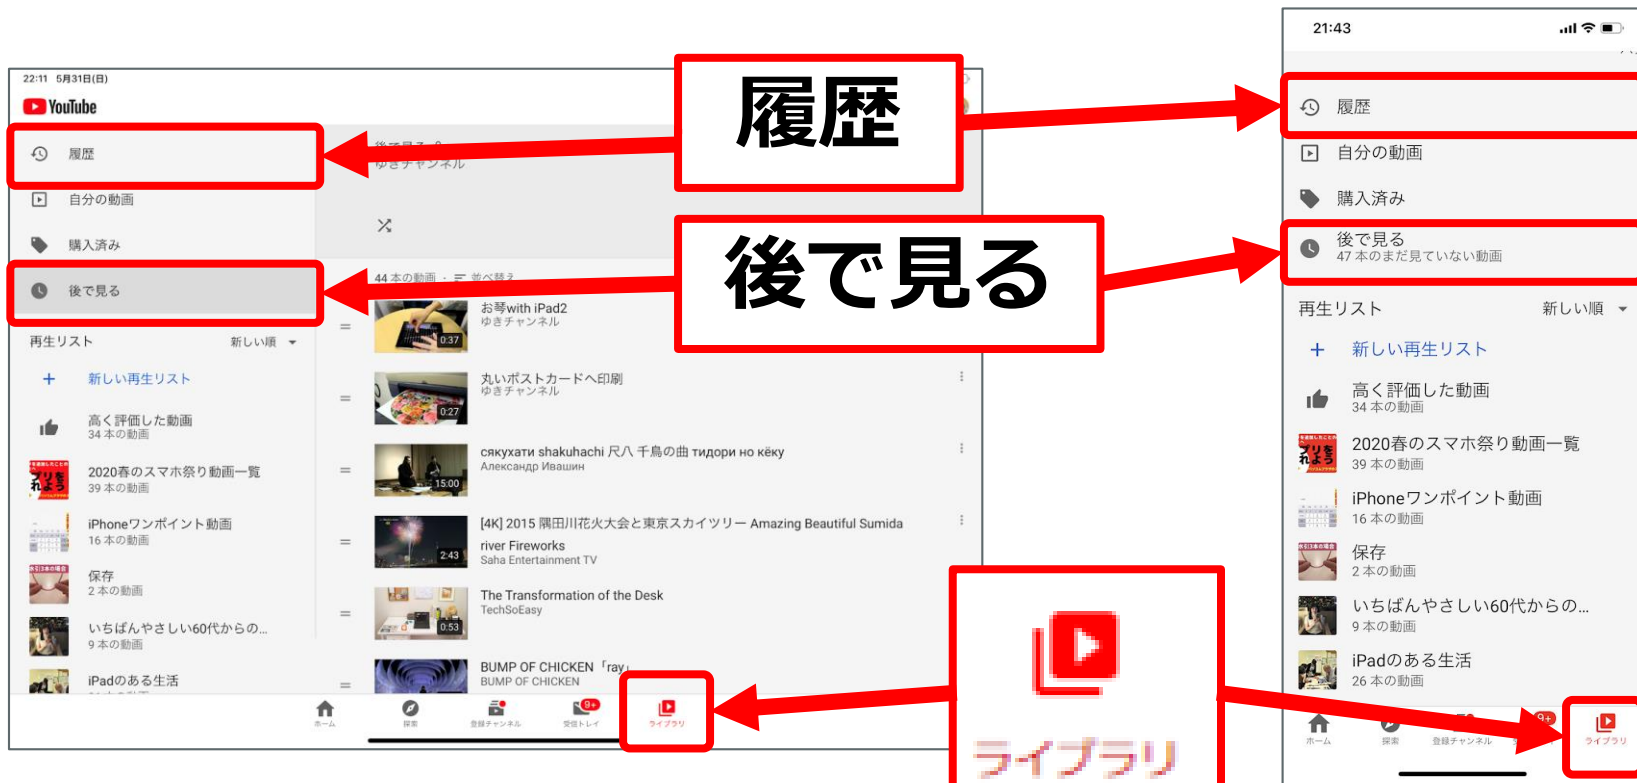 22:11 5月31日(日)
YouTube
履歴
自分の動画
購入済み
後で見る
再生リスト 新しい順
新しい再生リスト
高く評価した動画
34 本の動画
2020春のスマホ祭り動画一覧
39 本の動画
iPhoneワンポイント動画
16 本の動画
保存
2 本の動画
いちばんやさしい60代からの...
9 本の動画
iPadのある生活
ゆきチャンネル
44 本の動画 · 並べ替え
お琴with iPad2
ゆきチャンネル
0:37
丸いポストカードへ印刷
ゆきチャンネル
0:27
сякухати shakuhachi 尺八 千鳥の曲 тидори но кёку
Александр Ивашин
15:00
[4K] 2015 隅田川花火大会と東京スカイツリー Amazing Beautiful Sumida
river Fireworks
Saha Entertainment TV
2:43
The Transformation of the Desk
TechSoEasy
0:53
BUMP OF CHICKEN「ray」
BUMP OF CHICKEN
ホーム 探索 登録チャンネル 受信トレイ ライブラリ
9+
履歴
後で見る
ライブラリ
21:43
履歴
自分の動画
購入済み
後で見る
47 本のまだ見ていない動画
再生リスト 新しい順
新しい再生リスト
高く評価した動画
34 本の動画
2020春のスマホ祭り動画一覧
39 本の動画
iPhoneワンポイント動画
16 本の動画
保存
2 本の動画
いちばんやさしい60代からの...
9 本の動画
iPadのある生活
26 本の動画
9+
ホーム 探索 登録チャンネル ライブラリ